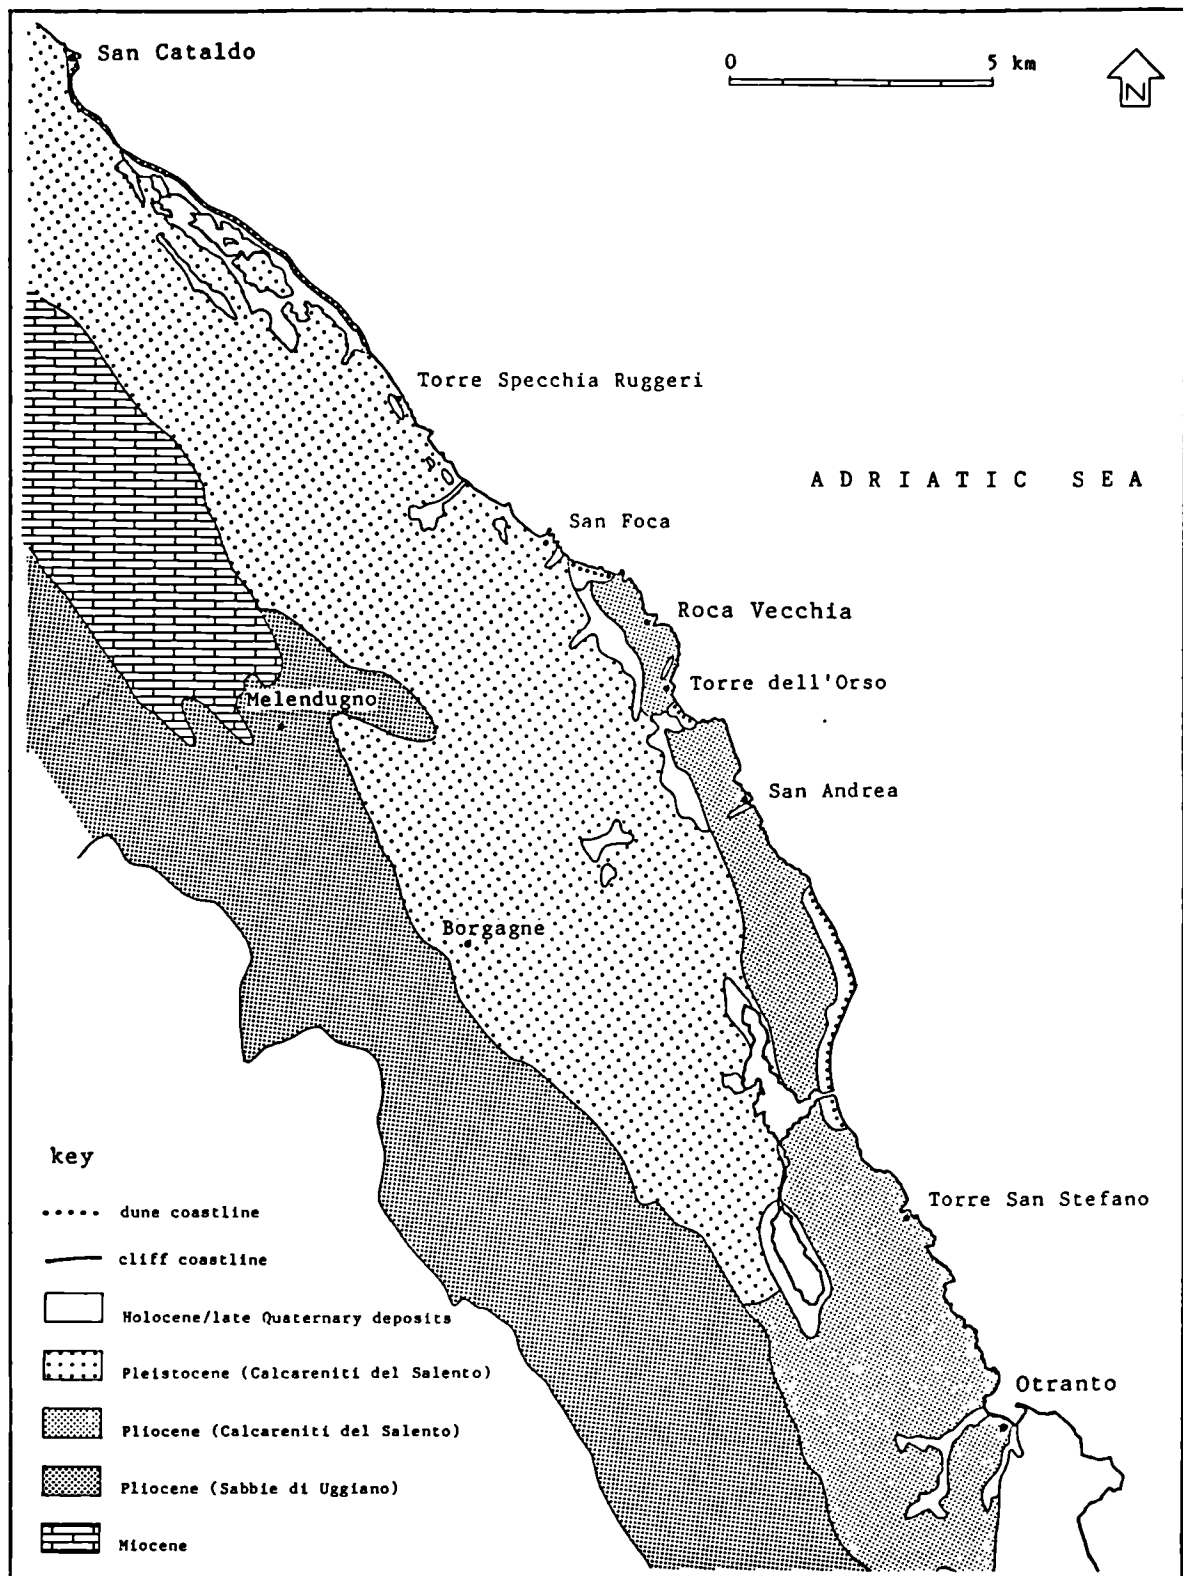 San Cataldo
0 5 km
N
Torre Specchia Ruggeri
ADRIATIC SEA
San Foca
Roca Vecchia
Torre dell'Orso
Melendugno
San Andrea
Borgagne
Torre San Stefano
Otranto
key
dune coastline
cliff coastline
Holocene/late Quaternary deposits
Pleistocene (Calcareniti del Salento)
Pliocene (Calcareniti del Salento)
Pliocene (Sabbie di Uggiano)
Miocene